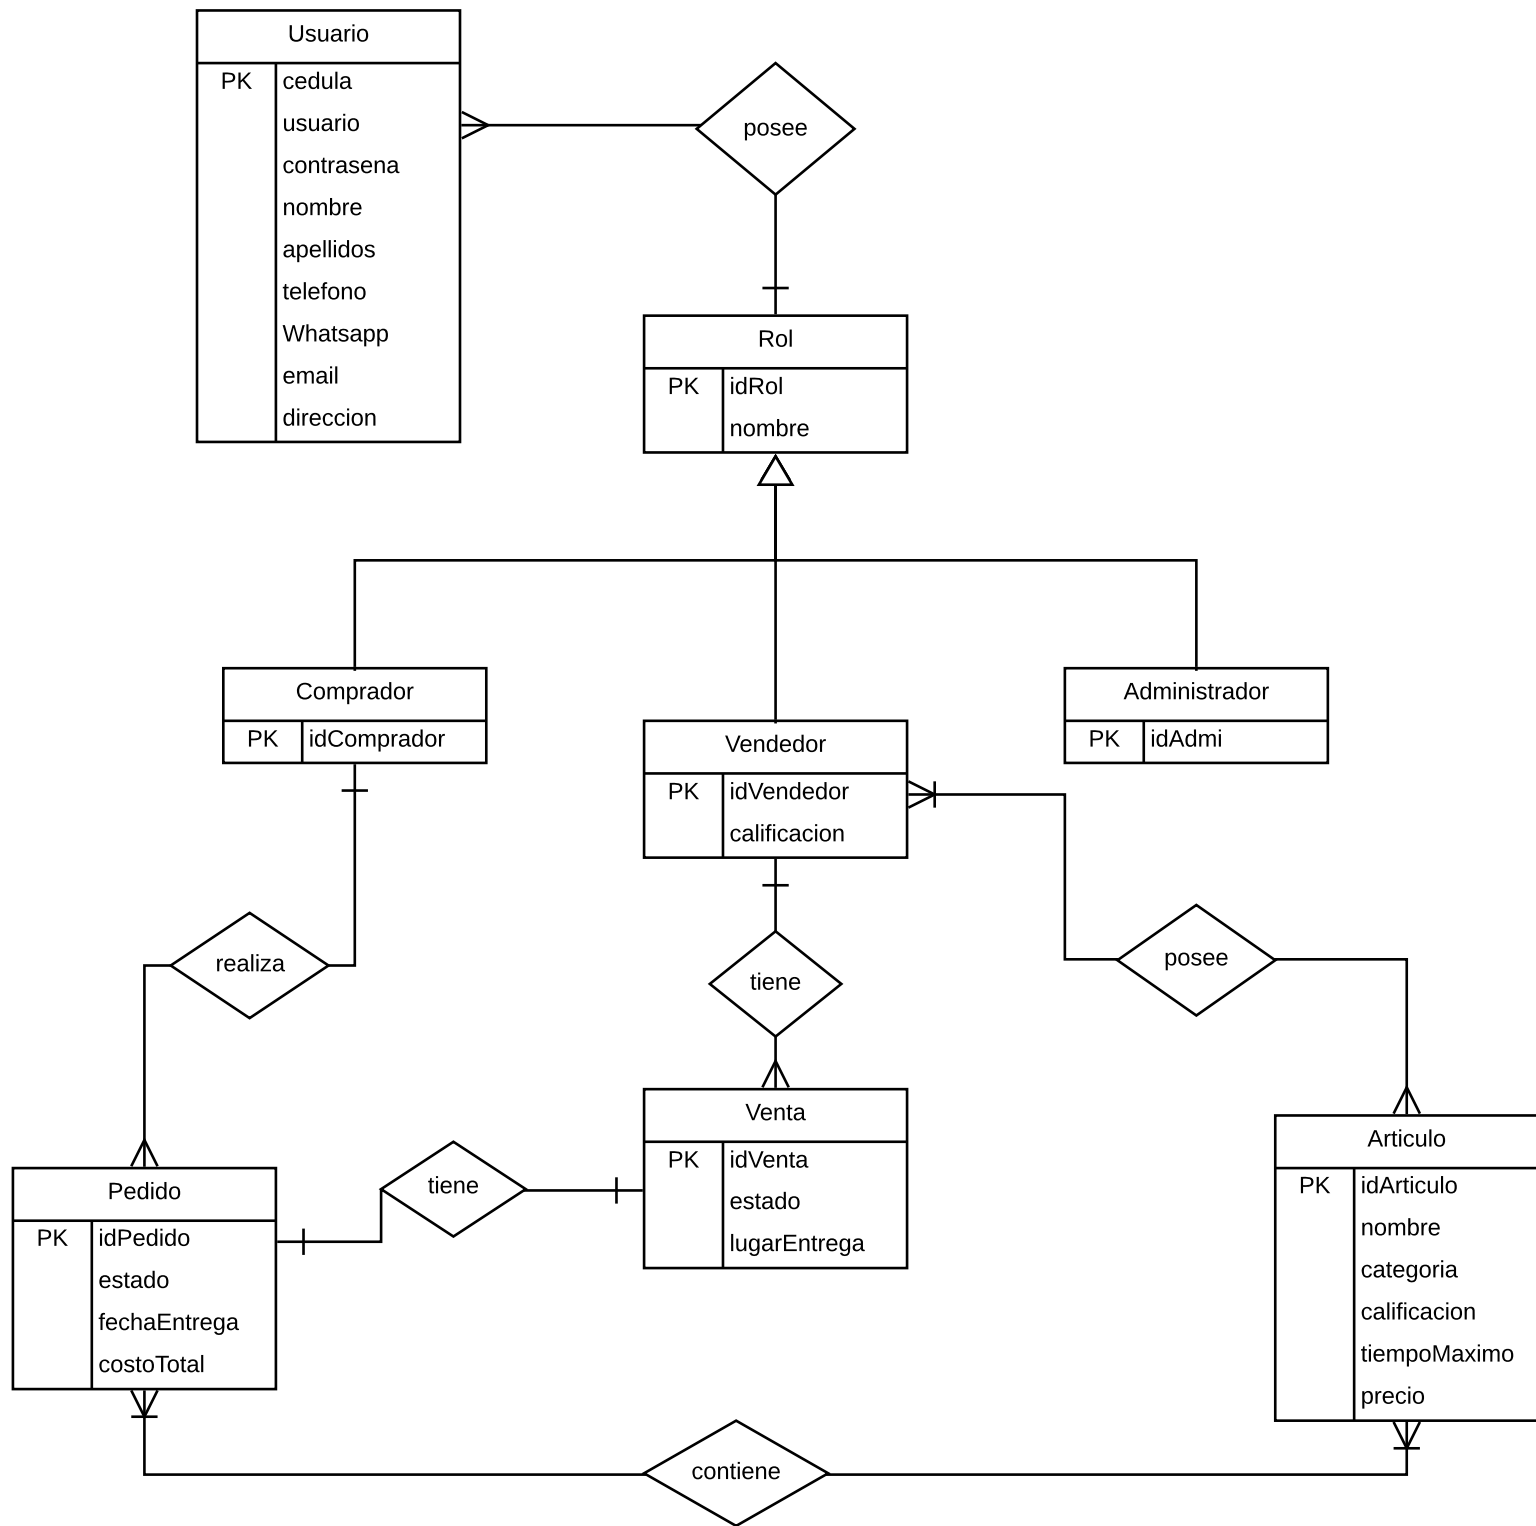 Usuario
PK cedula
usuario
contrasena
nombre
apellidos
telefono
Whatsapp
email
direccion
posee
Rol
PK idRol
nombre
Comprador
PK idComprador
Vendedor
PK idVendedor
calificacion
Administrador
PK idAdmi
realiza
tiene
posee
Venta
PK idVenta
estado
lugarEntrega
tiene
Pedido
PK idPedido
estado
fechaEntrega
costoTotal
Articulo
PK idArticulo
nombre
categoria
calificacion
tiempoMaximo
precio
contiene